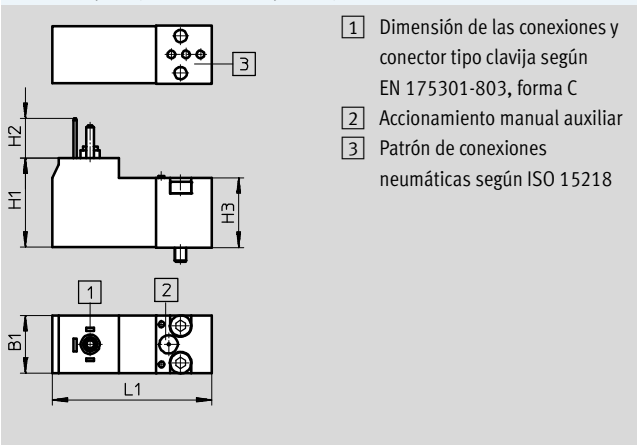 1 Dimensión de las conexiones y
conector tipo clavija según
EN 175301-803, forma C
2 Accionamiento manual auxiliar
3 Patrón de conexiones
neumáticas según ISO 15218
3
H2
H1
H3
1
2
B1
L1